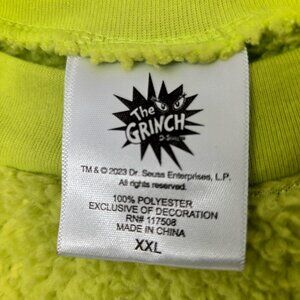 The
GRINCH
Dr. Seuss
TM & © 2023 Dr. Seuss Enterprises, L.P.
All rights reserved.
100% POLYESTER
EXCLUSIVE OF DECORATION
RN# 117508
MADE IN CHINA
XXL